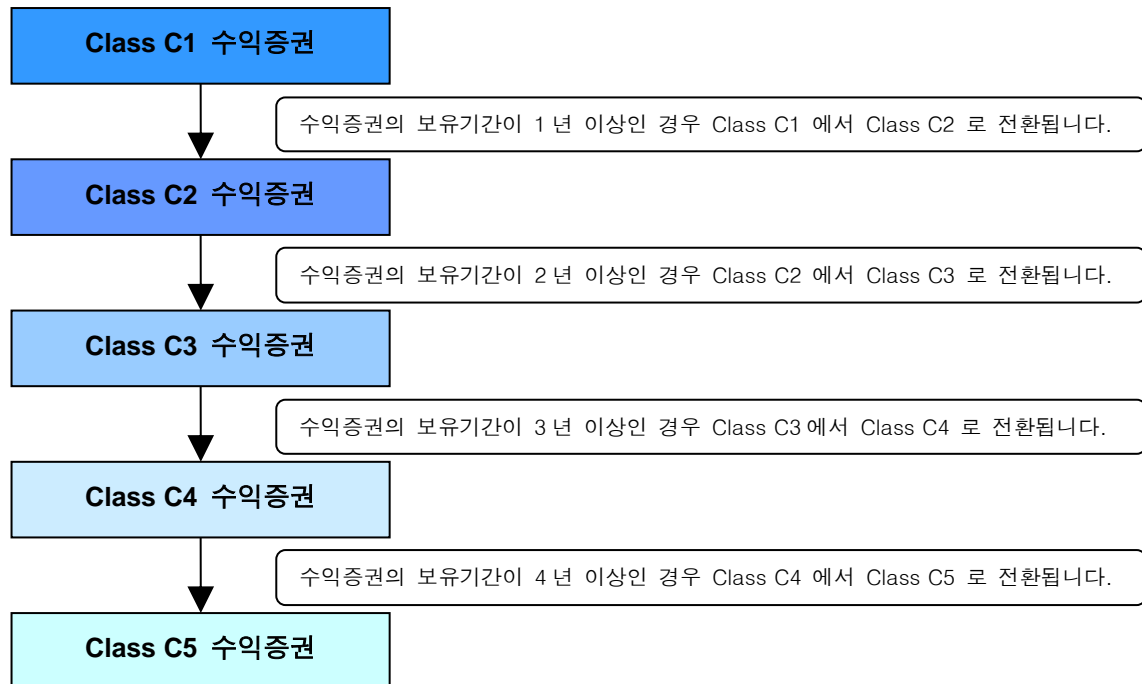 Class C1 수익증권
수익증권의 보유기간이 1년 이상인 경우 Class C1 에서 Class C2 로 전환됩니다.
Class C2 수익증권
수익증권의 보유기간이 2년 이상인 경우 Class C2 에서 Class C3 로 전환됩니다.
Class C3 수익증권
수익증권의 보유기간이 3년 이상인 경우 Class C3에서 Class C4 로 전환됩니다.
Class C4 수익증권
수익증권의 보유기간이 4년 이상인 경우 Class C4 에서 Class C5 로 전환됩니다.
Class C5 수익증권